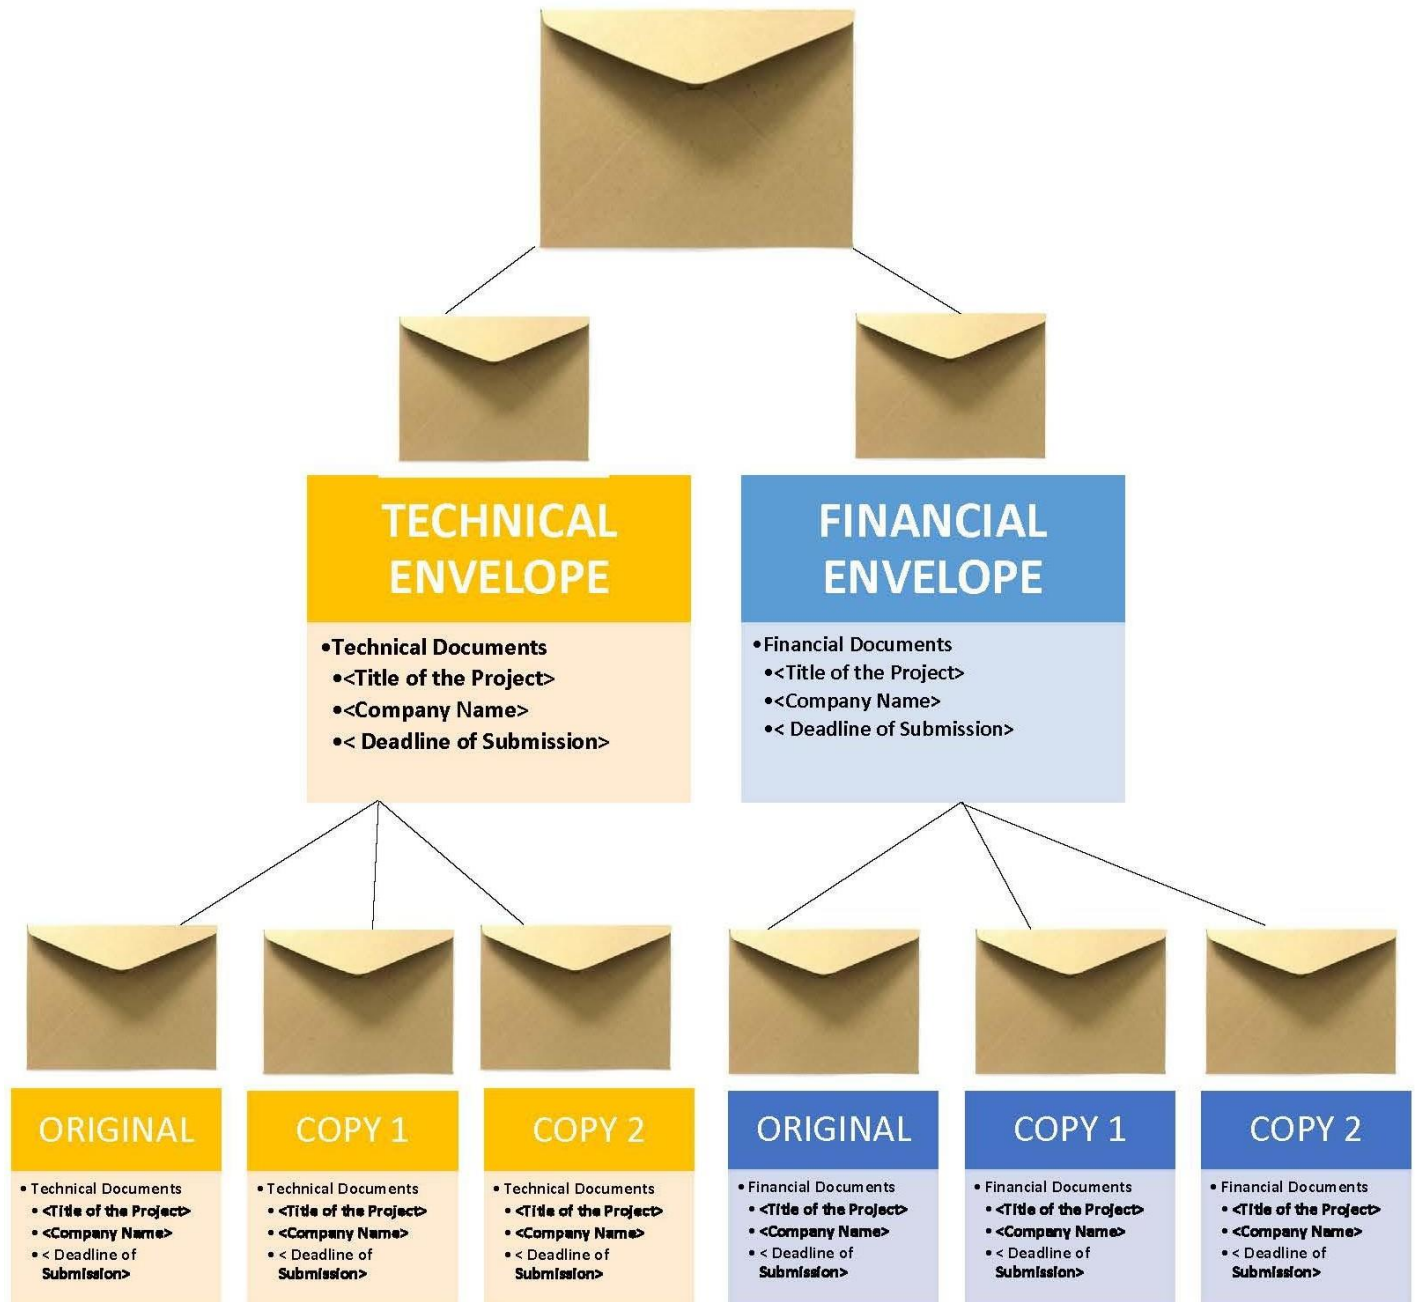 TECHNICAL
ENVELOPE
•Technical Documents
•<Title of the Project>
•<Company Name>
•< Deadline of Submission>
FINANCIAL
ENVELOPE
•Financial Documents
•<Title of the Project>
•<Company Name>
•< Deadline of Submission>
ORIGINAL
• Technical Documents
• <Title of the Project>
• <Company Name>
• < Deadline of
Submission>
COPY 1
• Technical Documents
• <Title of the Project>
• <Company Name>
• < Deadline of
Submission>
COPY 2
• Technical Documents
• <Title of the Project>
• <Company Name>
• < Deadline of
Submission>
ORIGINAL
• Financial Documents
• <Title of the Project>
• <Company Name>
• < Deadline of
Submission>
COPY 1
• Financial Documents
• <Title of the Project>
• <Company Name>
• < Deadline of
Submission>
COPY 2
• Financial Documents
• <Title of the Project>
• <Company Name>
• < Deadline of
Submission>